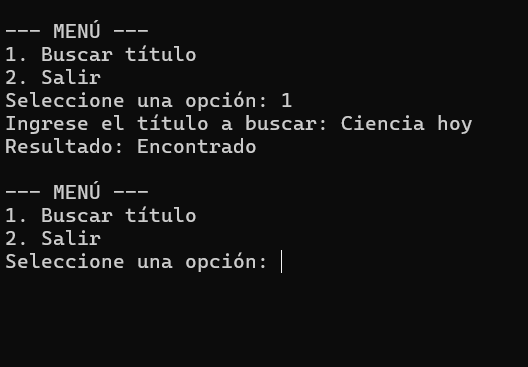 --- MENÚ ---
1. Buscar título
2. Salir
Seleccione una opción: 1
Ingrese el título a buscar: Ciencia hoy
Resultado: Encontrado

--- MENÚ ---
1. Buscar título
2. Salir
Seleccione una opción: